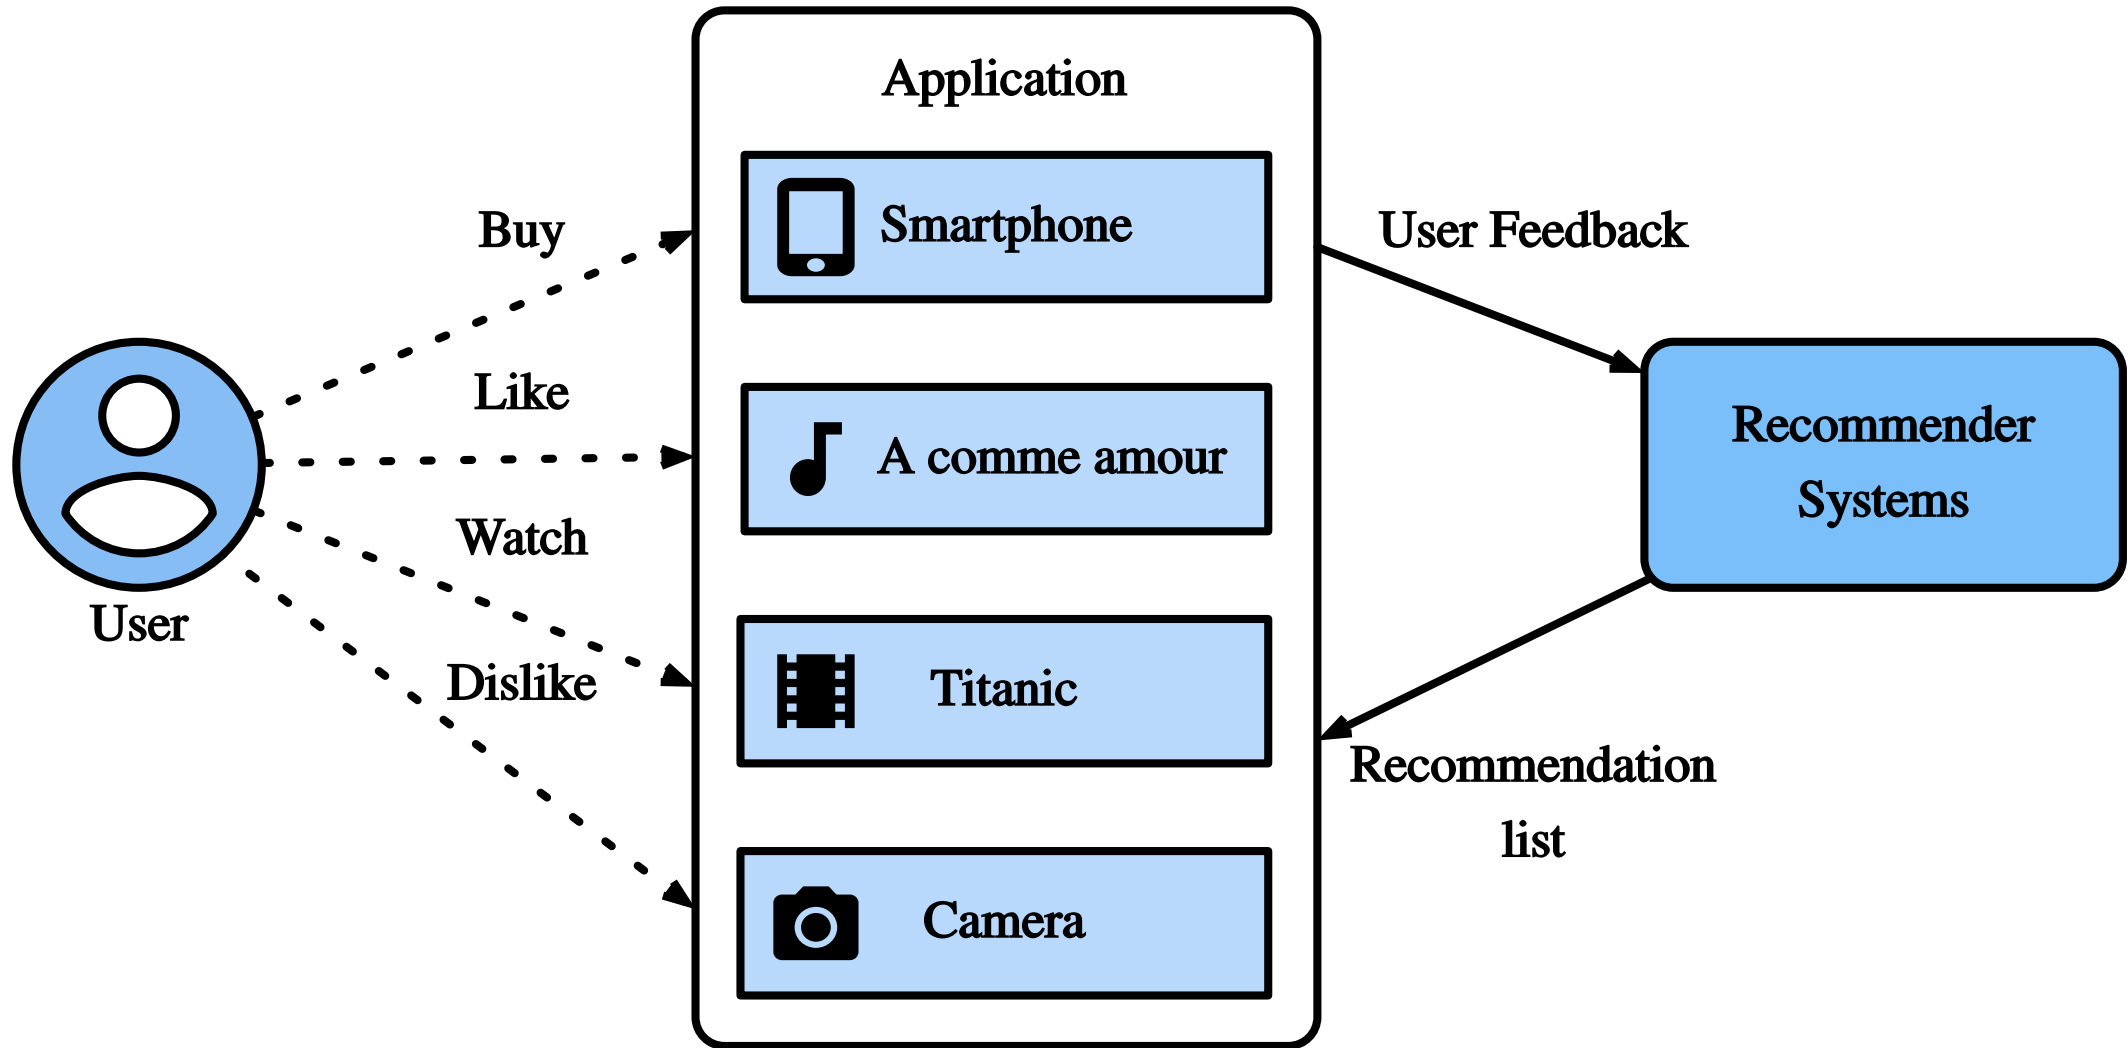 Application
Buy
Smartphone
User Feedback
Like
A comme amour
Recommender
Systems
Watch
User
Dislike
Titanic
Recommendation
list
Camera